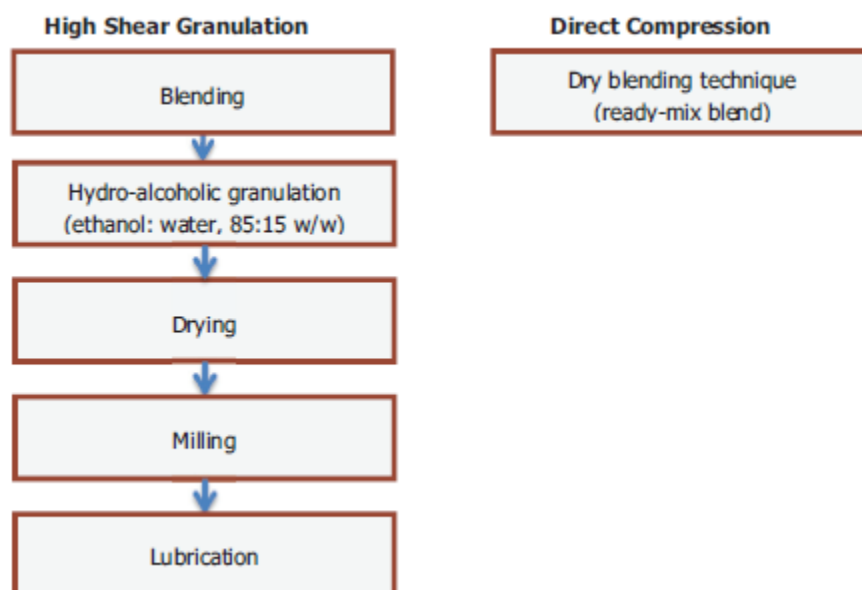 High Shear Granulation
Blending
Hydro-alcoholic granulation
(ethanol: water, 85:15 w/w)
Drying
Milling
Lubrication
Direct Compression
Dry blending technique
(ready-mix blend)